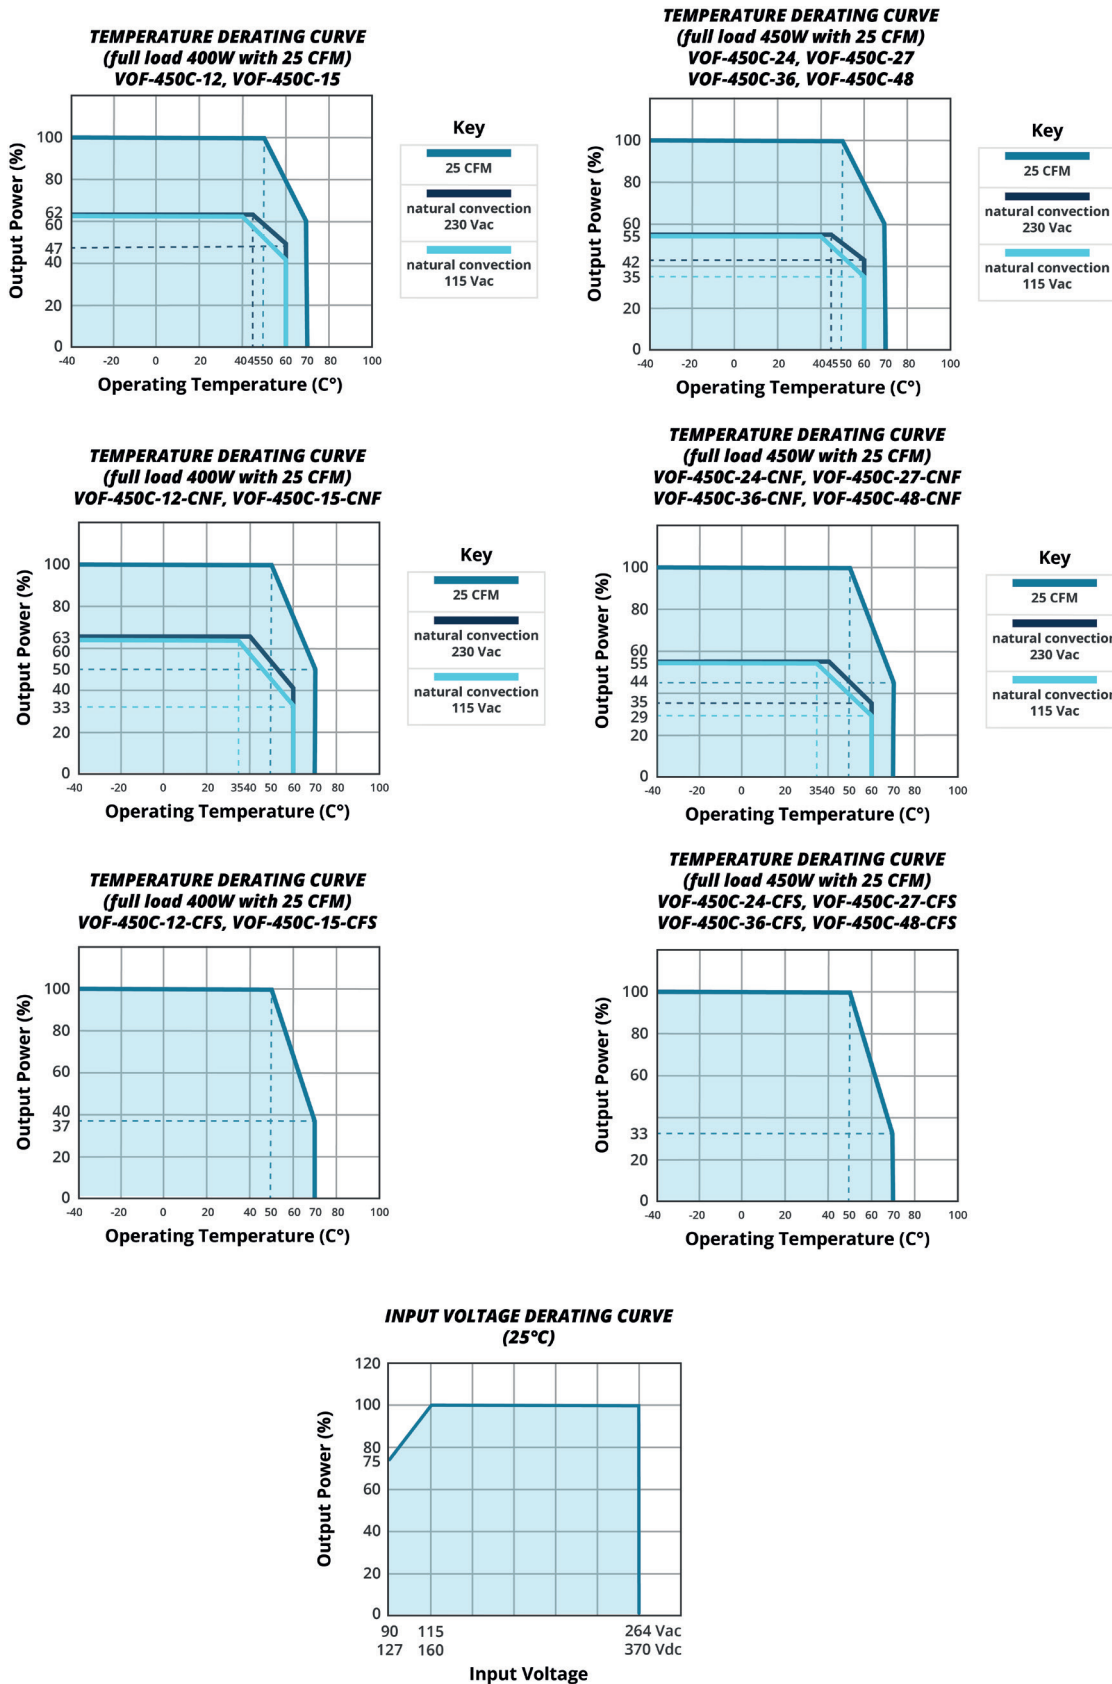 TEMPERATURE DERATING CURVE
(full load 400W with 25 CFM)
VOF-450C-12, VOF-450C-15
Output Power (%)
100
80
62
60
47
40
20
0
-40 -20 0 20 40 45 50 60 70 80 100
Operating Temperature (C°)
Key
25 CFM
natural convection
230 Vac
natural convection
115 Vac
TEMPERATURE DERATING CURVE
(full load 450W with 25 CFM)
VOF-450C-24, VOF-450C-27
VOF-450C-36, VOF-450C-48
Output Power (%)
100
80
60
55
42
35
20
0
-40 -20 0 20 40 45 50 60 70 80 100
Operating Temperature (C°)
Key
25 CFM
natural convection
230 Vac
natural convection
115 Vac
TEMPERATURE DERATING CURVE
(full load 400W with 25 CFM)
VOF-450C-12-CNF, VOF-450C-15-CNF
Output Power (%)
100
80
63
60
50
40
33
20
0
-40 -20 0 20 35 40 50 60 70 80 100
Operating Temperature (C°)
Key
25 CFM
natural convection
230 Vac
natural convection
115 Vac
TEMPERATURE DERATING CURVE
(full load 450W with 25 CFM)
VOF-450C-24-CNF, VOF-450C-27-CNF
VOF-450C-36-CNF, VOF-450C-48-CNF
Output Power (%)
100
80
60
55
44
35
29
20
0
-40 -20 0 20 35 40 50 60 70 80 100
Operating Temperature (C°)
Key
25 CFM
natural convection
230 Vac
natural convection
115 Vac
TEMPERATURE DERATING CURVE
(full load 400W with 25 CFM)
VOF-450C-12-CFS, VOF-450C-15-CFS
Output Power (%)
100
80
60
40
37
20
0
-40 -20 0 20 40 50 60 70 80 100
Operating Temperature (C°)
TEMPERATURE DERATING CURVE
(full load 450W with 25 CFM)
VOF-450C-24-CFS, VOF-450C-27-CFS
VOF-450C-36-CFS, VOF-450C-48-CFS
Output Power (%)
100
80
60
33
20
0
-40 -20 0 20 40 50 60 70 80 100
Operating Temperature (C°)
INPUT VOLTAGE DERATING CURVE
(25°C)
Output Power (%)
120
100
80
75
60
40
20
0
90 115 264 Vac
127 160 370 Vdc
Input Voltage